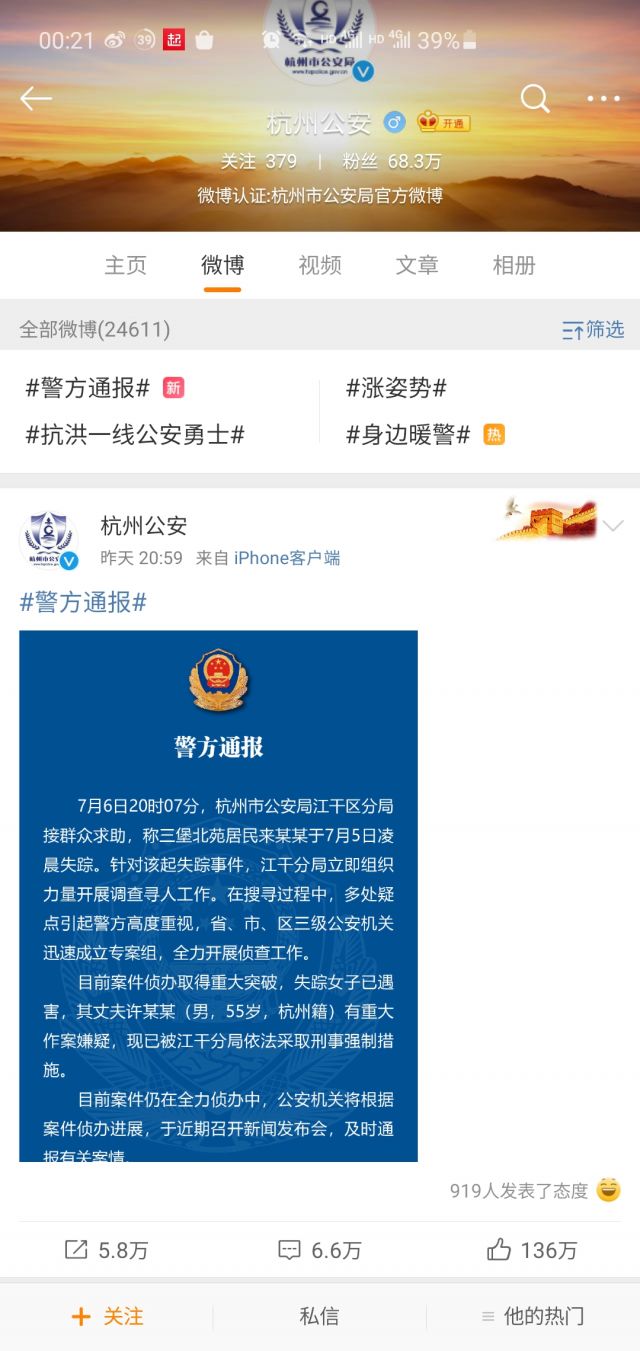 00:21 39 起 HD 4G HD 4G 39%
杭州市公安局
www.hzpolice.gov.cn
杭州公安 开通
关注 379 | 粉丝 68.3万
微博认证:杭州市公安局官方微博
主页 微博 视频 文章 相册
全部微博(24611) 筛选
#警方通报# 新 #涨姿势#
#抗洪一线公安勇士# #身边暖警# 热
杭州公安
昨天 20:59 来自 iPhone客户端
#警方通报#
警方通报
7月6日20时07分，杭州市公安局江干区分局
接群众求助，称三堡北苑居民来某某于7月5日凌
晨失踪。针对该起失踪事件，江干分局立即组织
力量开展调查寻人工作。在搜寻过程中，多处疑
点引起警方高度重视，省、市、区三级公安机关
迅速成立专案组，全力开展侦查工作。
目前案件侦办取得重大突破，失踪女子已遇
害，其丈夫许某某（男，55岁，杭州籍）有重大
作案嫌疑，现已被江干分局依法采取刑事强制措
施。
目前案件仍在全力侦办中，公安机关将根据
案件侦办进展，于近期召开新闻发布会，及时通
报有关案情
919人发表了态度
5.8万 6.6万 136万
+ 关注 私信 他的热门